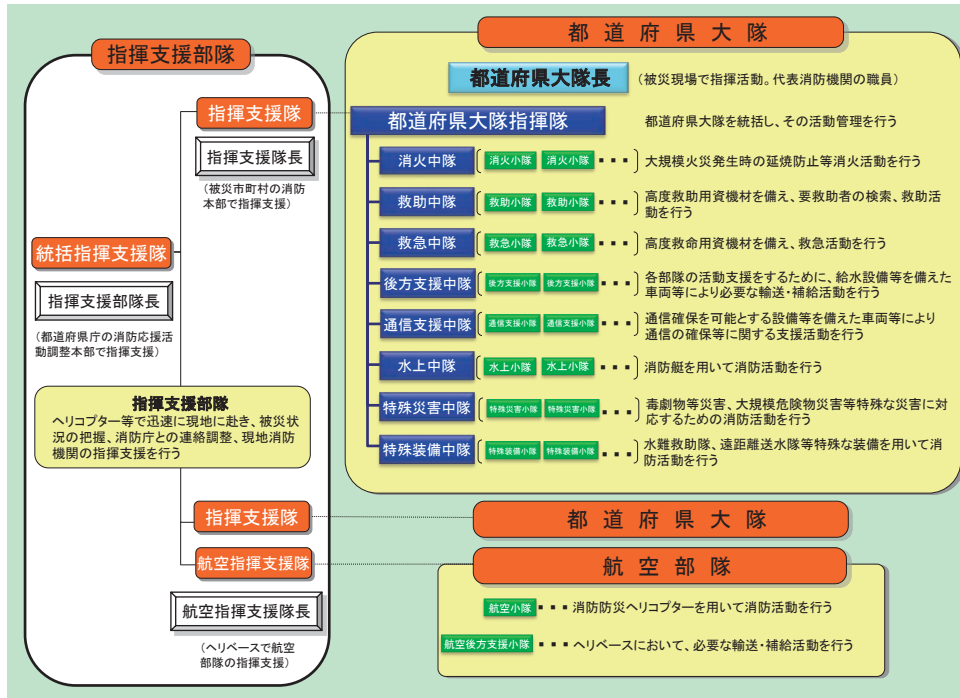 指揮支援部隊
指揮支援隊
指揮支援隊長
(被災市町村の消防
本部で指揮支援)
統括指揮支援隊
指揮支援部隊長
(都道府県庁の消防応援活
動調整本部で指揮支援)
指揮支援部隊
ヘリコプター等で迅速に現地に赴き、被災状
況の把握、消防庁との連絡調整、現地消防
機関の指揮支援を行う
指揮支援隊
航空指揮支援隊
航空指揮支援隊長
(ヘリベースで航空
部隊の指揮支援)
都道府県大隊
都道府県大隊長
(被災現場で指揮活動。代表消防機関の職員)
都道府県大隊指揮隊
都道府県大隊を統括し、その活動管理を行う
消火中隊
消火小隊 消火小隊 ・・・
大規模火災発生時の延焼防止等消火活動を行う
救助中隊
救助小隊 救助小隊 ・・・
高度救助用資機材を備え、要救助者の検索、救助活
動を行う
救急中隊
救急小隊 救急小隊 ・・・
高度救命用資機材を備え、救急活動を行う
後方支援中隊
後方支援小隊 後方支援小隊 ・・・
各部隊の活動支援をするために、給水設備等を備えた
車両等により必要な輸送・補給活動を行う
通信支援中隊
通信支援小隊 通信支援小隊 ・・・
通信確保を可能とする設備等を備えた車両等により
通信の確保等に関する支援活動を行う
水上中隊
水上小隊 水上小隊 ・・・
消防艇を用いて消防活動を行う
特殊災害中隊
特殊災害小隊 特殊災害小隊 ・・・
毒劇物等災害、大規模危険物災害等特殊な災害に対
応するための消防活動を行う
特殊装備中隊
特殊装備小隊 特殊装備小隊 ・・・
水難救助隊、遠距離送水隊等特殊な装備を用いて消
防活動を行う
都道府県大隊
航空部隊
航空小隊 ・・・ 消防防災ヘリコプターを用いて消防活動を行う
航空後方支援小隊 ・・・ ヘリベースにおいて、必要な輸送・補給活動を行う